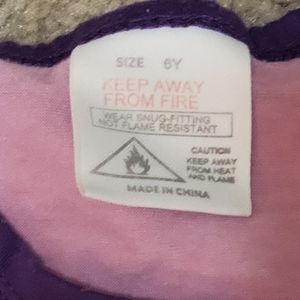 SIZE 6Y
KEEP AWAY
FROM FIRE
WEAR SNUG-FITTING
NOT FLAME RESISTANT
CAUTION
KEEP AWAY
FROM HEAT
AND FLAME
MADE IN CHINA